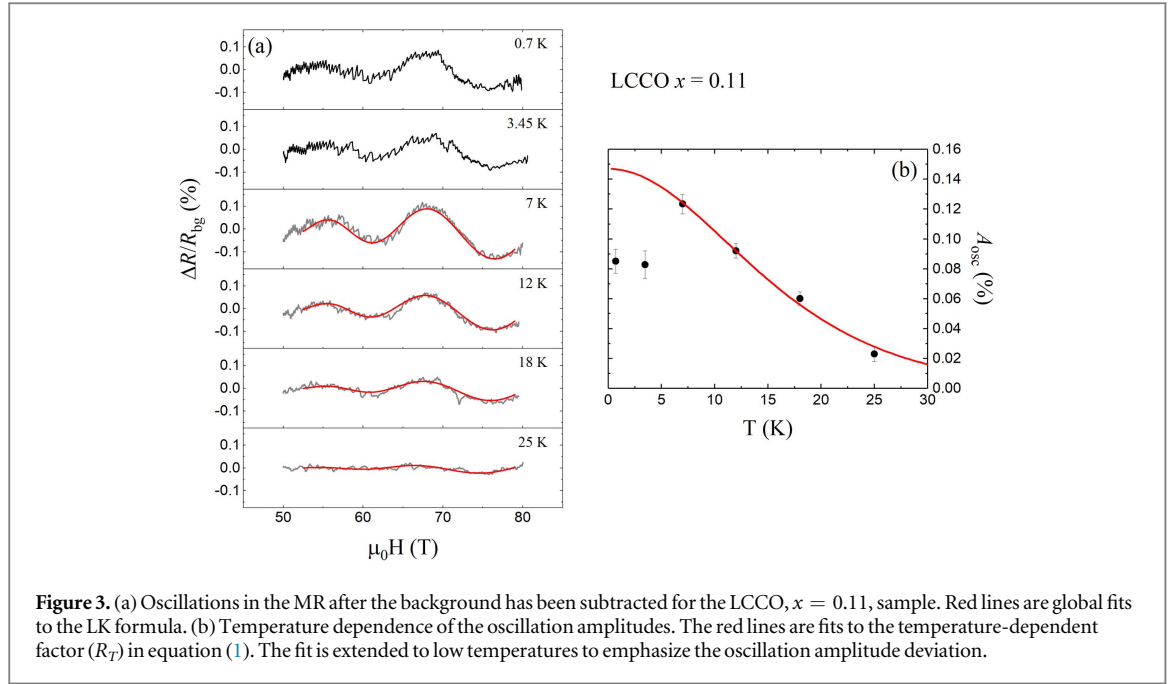 (a)
0.7 K
0.1
0.0
-0.1
3.45 K
0.1
0.0
-0.1
7 K
0.1
0.0
-0.1
12 K
0.1
0.0
-0.1
18 K
0.1
0.0
-0.1
25 K
0.1
0.0
-0.1
50 60 70 80
ΔR/R_bg (%)
μ₀H (T)
LCCO x = 0.11
(b)
0.16
0.14
0.12
0.10
0.08
0.06
0.04
0.02
0.00
A_osc (%)
0 5 10 15 20 25 30
T (K)
Figure 3. (a) Oscillations in the MR after the background has been subtracted for the LCCO, x = 0.11, sample. Red lines are global fits
to the LK formula. (b) Temperature dependence of the oscillation amplitudes. The red lines are fits to the temperature-dependent
factor (R_T) in equation (1). The fit is extended to low temperatures to emphasize the oscillation amplitude deviation.